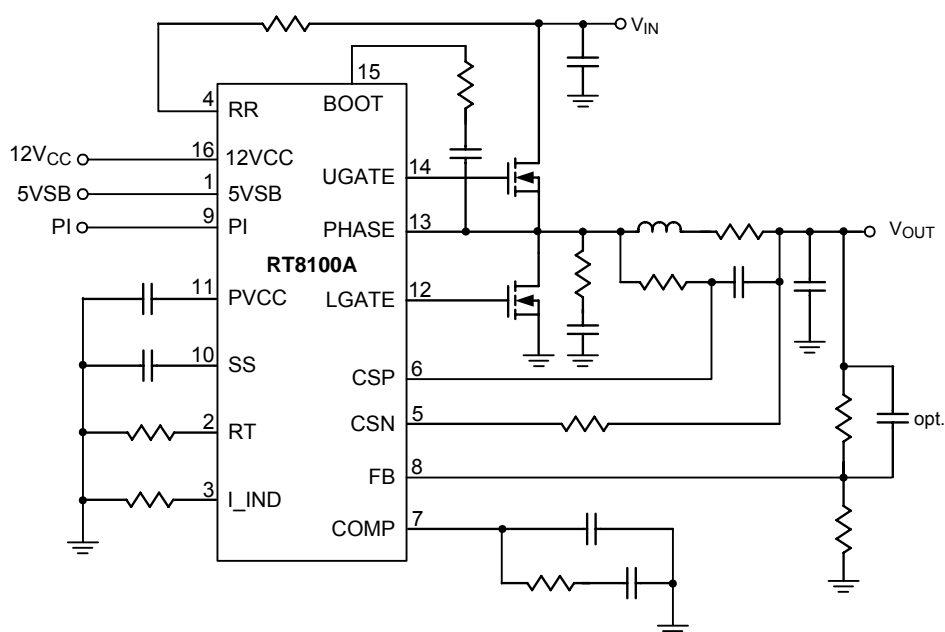 VIN
15
4 RR BOOT
12VCC 16 12VCC
14
UGATE
5VSB 1 5VSB
PI 9 PI
13
PHASE
VOUT
RT8100A
11 PVCC
12
LGATE
10 SS
6
CSP
5
CSN
opt.
2 RT
8
FB
3 I_IND
7
COMP